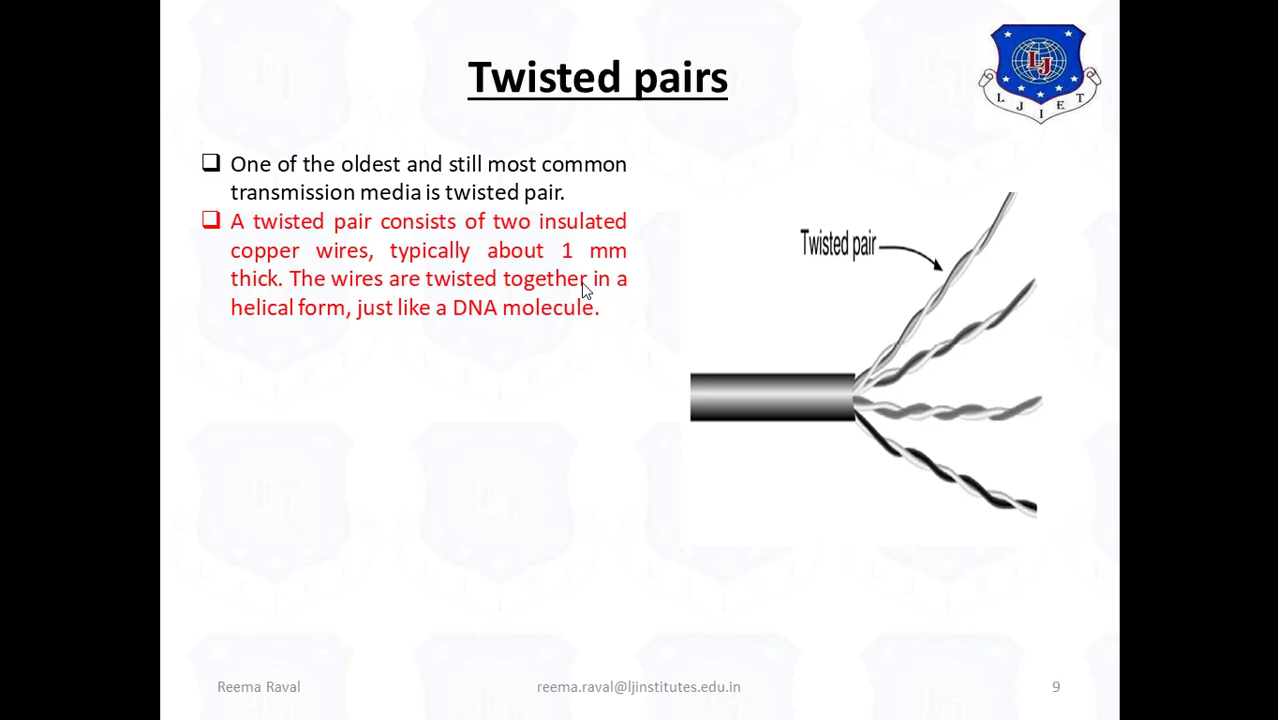 Twisted pairs
LJ
L J I E T
❑ One of the oldest and still most common
transmission media is twisted pair.
❑ A twisted pair consists of two insulated
copper wires, typically about 1 mm
thick. The wires are twisted together in a
helical form, just like a DNA molecule.
Twisted pair
Reema Raval
reema.raval@ljinstitutes.edu.in
9